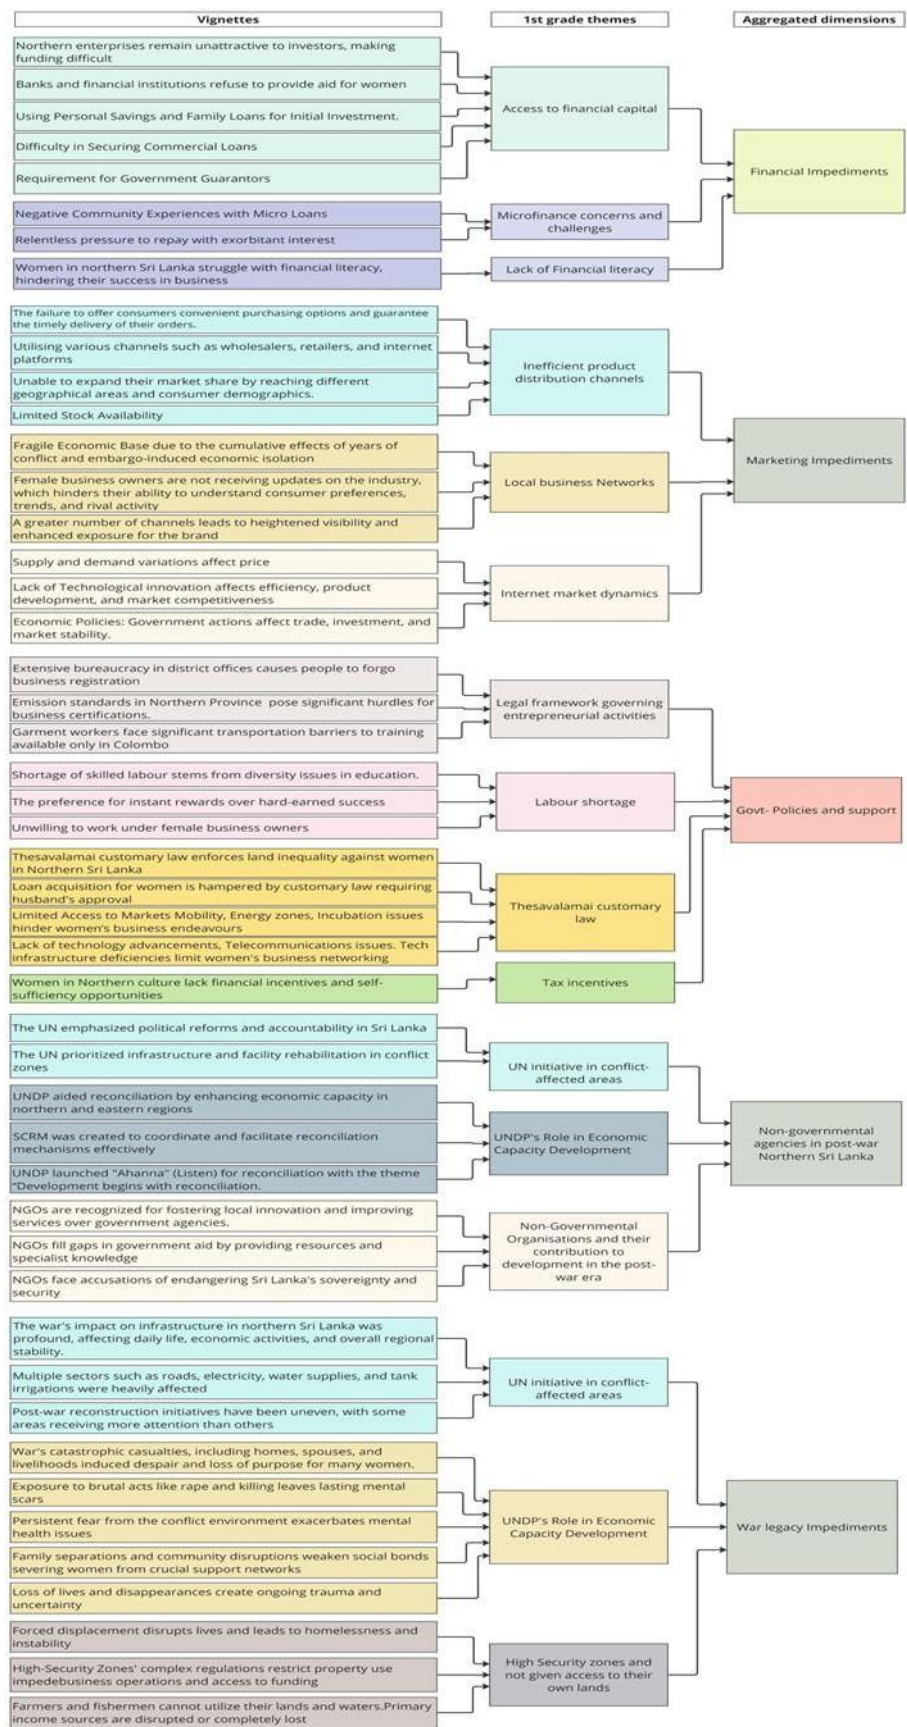 Vignettes
1st grade themes
Aggregated dimensions
Northern enterprises remain unattractive to investors, making
funding difficult
Banks and financial institutions refuse to provide aid for women
Using Personal Savings and Family Loans for Initial Investment.
Difficulty in Securing Commercial Loans
Requirement for Government Guarantors
Access to financial capital
Negative Community Experiences with Micro Loans
Relentless pressure to repay with exorbitant interest
Microfinance concerns and
challenges
Women in northern Sri Lanka struggle with financial literacy,
hindering their success in business
Lack of Financial literacy
Financial Impediments
The failure to offer consumers convenient purchasing options and guarantee
the timely delivery of their orders.
Utilising various channels such as wholesalers, retailers, and internet
platforms
Unable to expand their market share by reaching different
geographical areas and consumer demographics.
Limited Stock Availability
Inefficient product
distribution channels
Fragile Economic Base due to the cumulative effects of years of
conflict and embargo-induced economic isolation
Female business owners are not receiving updates on the industry,
which hinders their ability to understand consumer preferences,
trends, and rival activity
A greater number of channels leads to heightened visibility and
enhanced exposure for the brand
Local business Networks
Supply and demand variations affect price
Lack of Technological innovation affects efficiency, product
development, and market competitiveness
Economic Policies: Government actions affect trade, investment, and
market stability.
Internet market dynamics
Marketing Impediments
Extensive bureaucracy in district offices causes people to forgo
business registration
Emission standards in Northern Province pose significant hurdles for
business certifications.
Garment workers face significant transportation barriers to training
available only in Colombo
Legal framework governing
entrepreneurial activities
Shortage of skilled labour stems from diversity issues in education.
The preference for instant rewards over hard-earned success
Unwilling to work under female business owners
Labour shortage
Thesavalamai customary law enforces land inequality against women
in Northern Sri Lanka
Loan acquisition for women is hampered by customary law requiring
husband's approval
Limited Access to Markets Mobility, Energy zones, Incubation issues
hinder women's business endeavours
Lack of technology advancements, Telecommunications issues. Tech
infrastructure deficiencies limit women's business networking
Thesavalamai customary
law
Women in Northern culture lack financial incentives and self-
sufficiency opportunities
Tax incentives
Govt- Policies and support
The UN emphasized political reforms and accountability in Sri Lanka
The UN prioritized infrastructure and facility rehabilitation in conflict
zones
UN initiative in conflict-
affected areas
UNDP aided reconciliation by enhancing economic capacity in
northern and eastern regions
SCRM was created to coordinate and facilitate reconciliation
mechanisms effectively
UNDP launched "Ahanna" (Listen) for reconciliation with the theme
"Development begins with reconciliation.
UNDP's Role in Economic
Capacity Development
NGOs are recognized for fostering local innovation and improving
services over government agencies.
NGOs fill gaps in government aid by providing resources and
specialist knowledge
NGOs face accusations of endangering Sri Lanka's sovereignty and
security
Non-Governmental
Organisations and their
contribution to
development in the post-
war era
Non-governmental
agencies in post-war
Northern Sri Lanka
The war's impact on infrastructure in northern Sri Lanka was
profound, affecting daily life, economic activities, and overall regional
stability.
Multiple sectors such as roads, electricity, water supplies, and tank
irrigations were heavily affected
Post-war reconstruction initiatives have been uneven, with some
areas receiving more attention than others
UN initiative in conflict-
affected areas
War's catastrophic casualties, including homes, spouses, and
livelihoods induced despair and loss of purpose for many women.
Exposure to brutal acts like rape and killing leaves lasting mental
scars
Persistent fear from the conflict environment exacerbates mental
health issues
Family separations and community disruptions weaken social bonds
severing women from crucial support networks
Loss of lives and disappearances create ongoing trauma and
uncertainty
UNDP's Role in Economic
Capacity Development
Forced displacement disrupts lives and leads to homelessness and
instability
High-Security Zones' complex regulations restrict property use
impedebusiness operations and access to funding
Farmers and fishermen cannot utilize their lands and waters.Primary
income sources are disrupted or completely lost
High Security zones and
not given access to their
own lands
War legacy Impediments